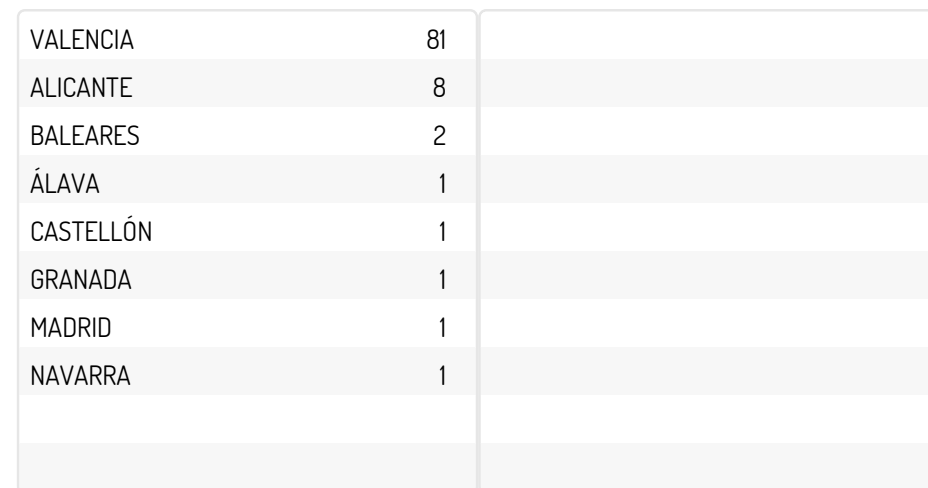 VALENCIA 81
ALICANTE 8
BALEARES 2
ÁLAVA 1
CASTELLÓN 1
GRANADA 1
MADRID 1
NAVARRA 1